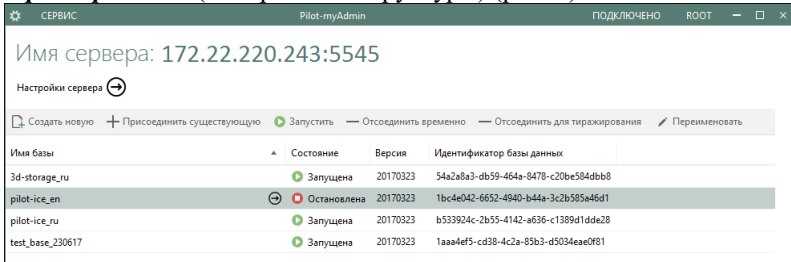 СЕРВИС Pilot-myAdmin ПОДКЛЮЧЕНО ROOT
Имя сервера: 172.22.220.243:5545
Настройки сервера
Создать новую Присоединить существующую Запустить Отсоединить временно Отсоединить для тиражирования Переименовать
Имя базы Состояние Версия Идентификатор базы данных
3d-storage_ru Запущена 20170323 54a2a8a3-db59-464a-8478-c20be584dbb8
pilot-ice_en Остановлена 20170323 1bc4e042-6652-4940-b44a-3c2b585a46d1
pilot-ice_ru Запущена 20170323 b533924c-2b55-4142-a636-c1389d1dde28
test_base_230617 Запущена 20170323 1aaa4ef5-cd38-4c2a-85b3-d5034eae0f81